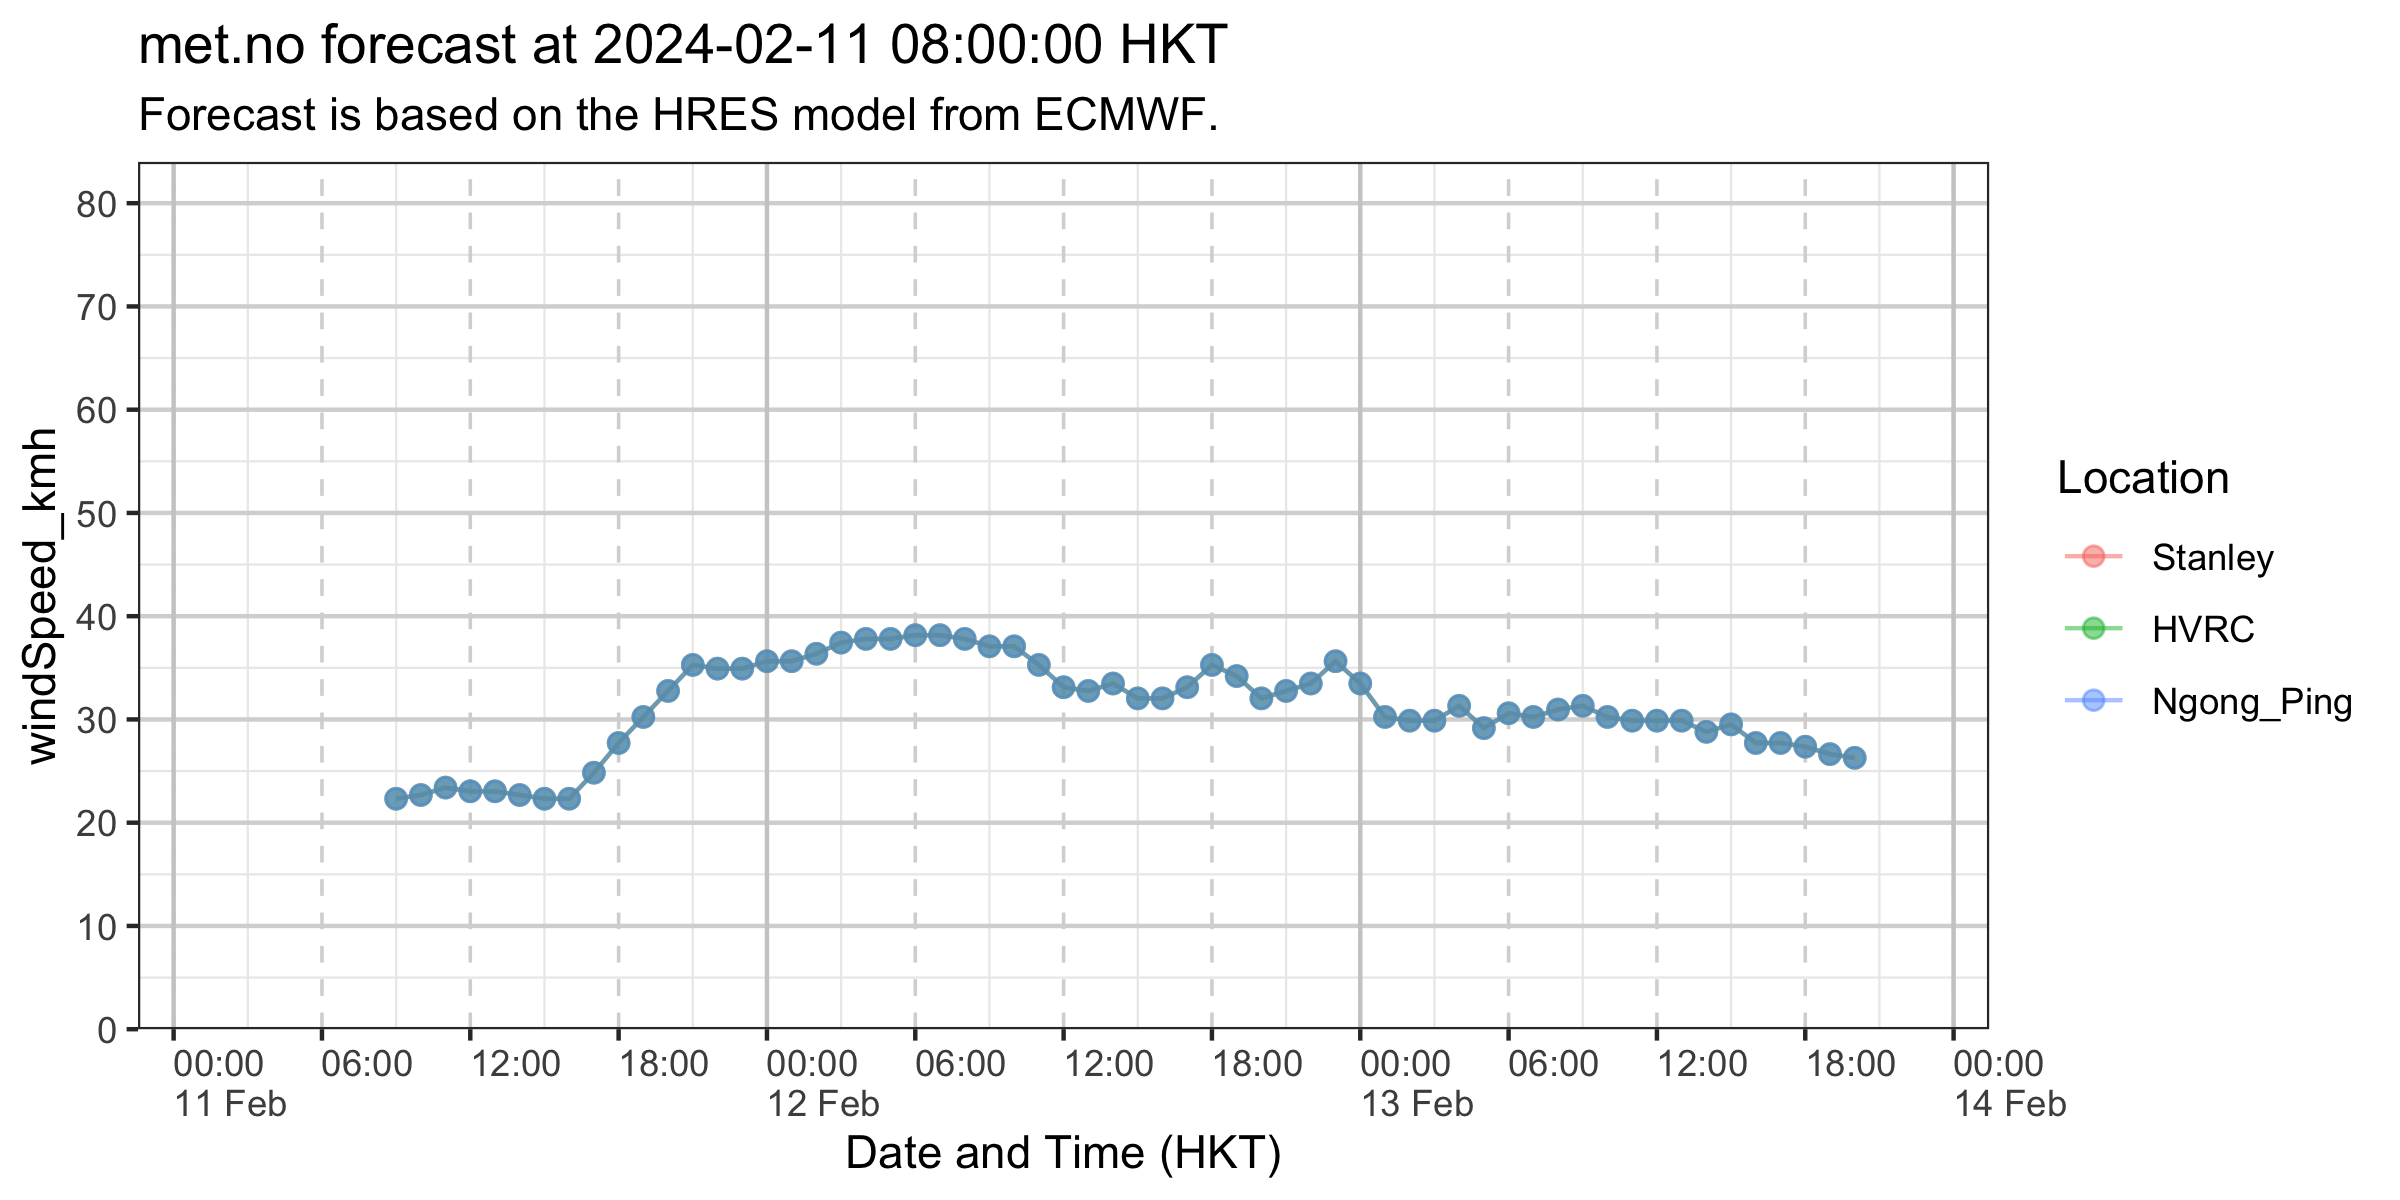 met.no forecast at 2024-02-11 08:00:00 HKT
Forecast is based on the HRES model from ECMWF.
windSpeed_kmh
80
70
60
50
40
30
20
10
0
00:00 06:00 12:00 18:00 00:00 06:00 12:00 18:00 00:00 06:00 12:00 18:00 00:00
11 Feb 12 Feb 13 Feb 14 Feb
Date and Time (HKT)
Location
Stanley
HVRC
Ngong_Ping